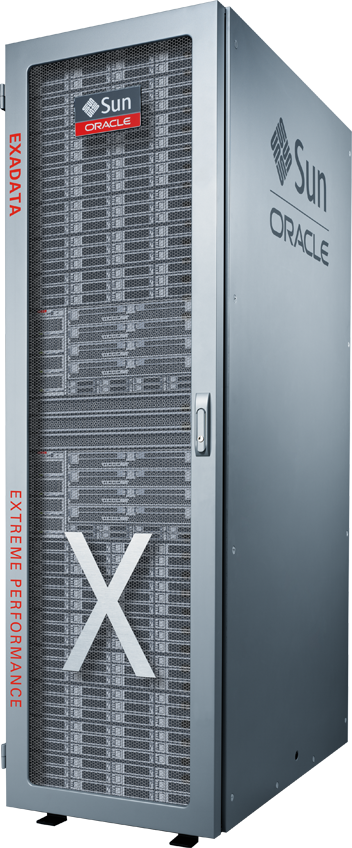 Sun
ORACLE
EXADATA
EXTREME PERFORMANCE
X
Sun
ORACLE